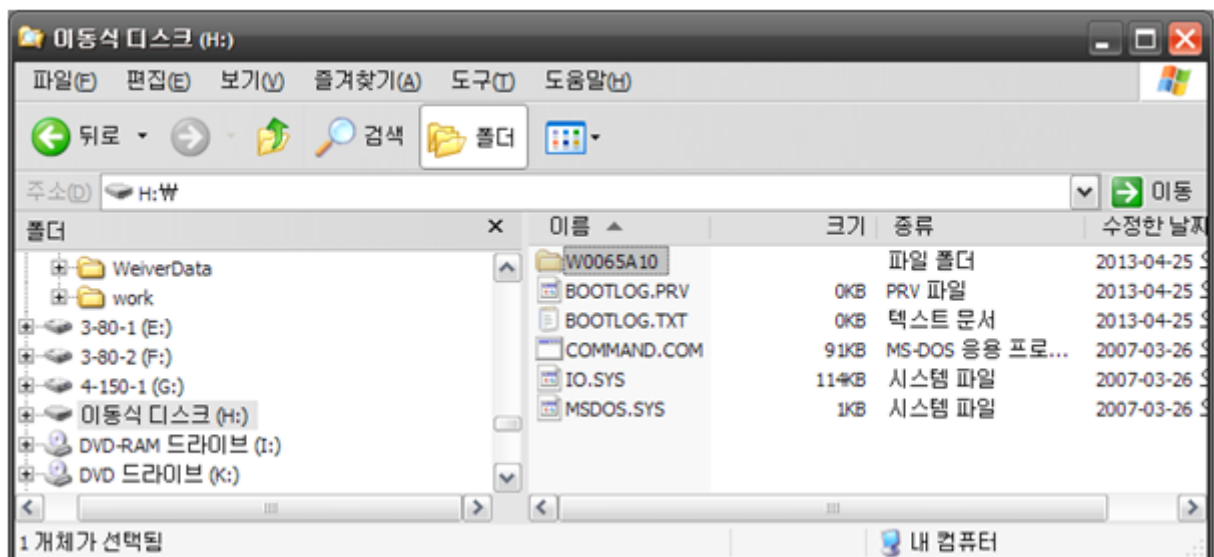 이동식 디스크 (H:)
파일(F) 편집(E) 보기(V) 즐겨찾기(A) 도구(T) 도움말(H)
뒤로 검색 폴더
주소(D) H:₩ 이동
폴더 x
WeiverData
work
3-80-1 (E:)
3-80-2 (F:)
4-150-1 (G:)
이동식 디스크 (H:)
DVD-RAM 드라이브 (I:)
DVD 드라이브 (K:)
이름 크기 종류 수정한 날짜
W0065A10 파일 폴더 2013-04-25
BOOTLOG.PRV 0KB PRV 파일 2013-04-25
BOOTLOG.TXT 0KB 텍스트 문서 2013-04-25
COMMAND.COM 91KB MS-DOS 응용 프로... 2007-03-26
IO.SYS 114KB 시스템 파일 2007-03-26
MSDOS.SYS 1KB 시스템 파일 2007-03-26
1 개체가 선택됨 내 컴퓨터